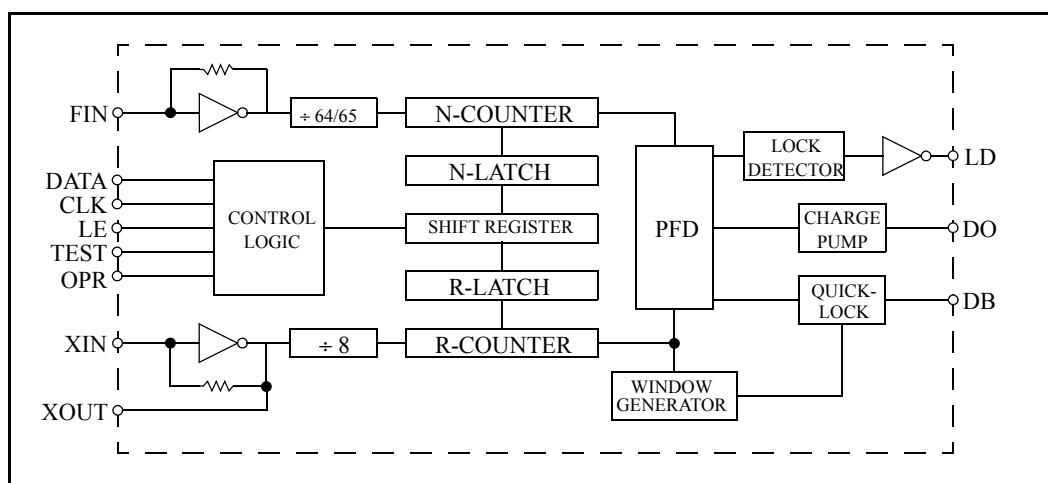 FIN
÷ 64/65
N-COUNTER
LOCK
DETECTOR
LD
DATA
CLK
LE
TEST
OPR
CONTROL
LOGIC
N-LATCH
SHIFT REGISTER
R-LATCH
PFD
CHARGE
PUMP
DO
QUICK-
LOCK
DB
XIN
÷ 8
R-COUNTER
WINDOW
GENERATOR
XOUT